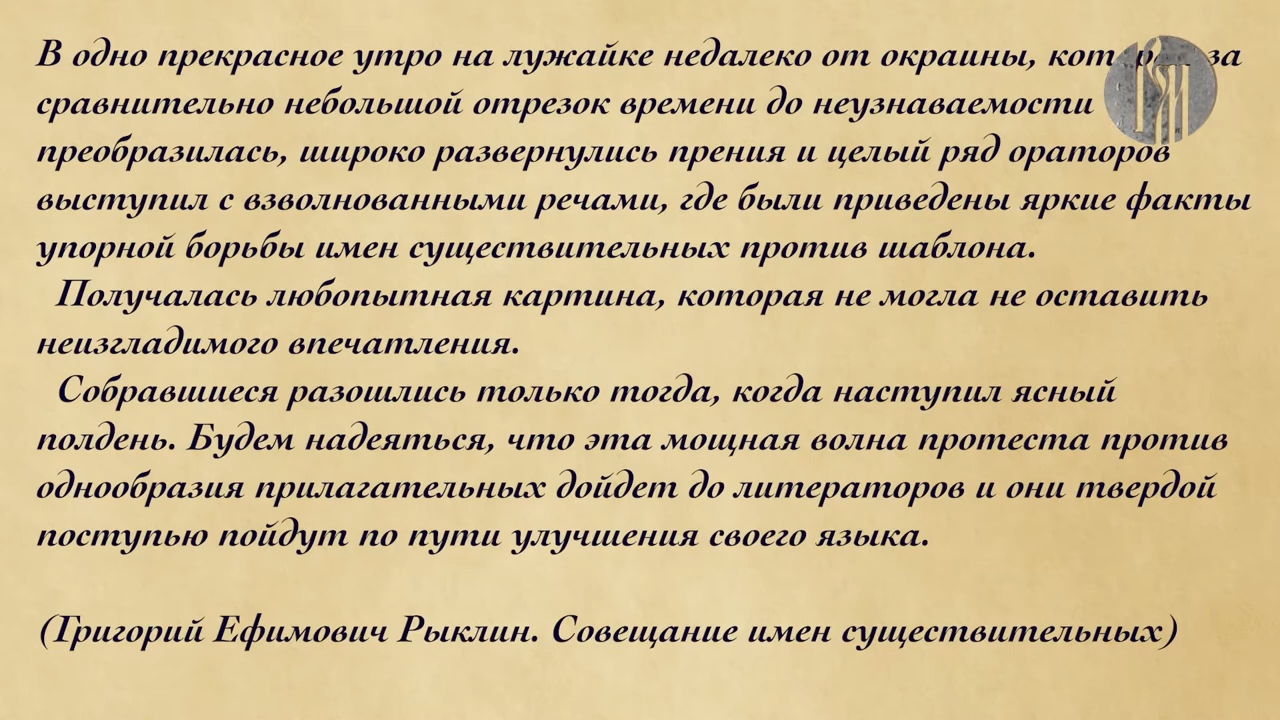 В одно прекрасное утро на лужайке недалеко от окраины, которая за
сравнительно небольшой отрезок времени до неузнаваемости
преобразилась, широко развернулись прения и целый ряд ораторов
выступил с взволнованными речами, где были приведены яркие факты
упорной борьбы имен существительных против шаблона.
Получалась любопытная картина, которая не могла не оставить
неизгладимого впечатления.
Собравшиеся разошлись только тогда, когда наступил ясный
полдень. Будем надеяться, что эта мощная волна протеста против
однообразия прилагательных дойдет до литераторов и они твердой
поступью пойдут по пути улучшения своего языка.
(Григорий Ефимович Рыклин. Совещание имен существительных)